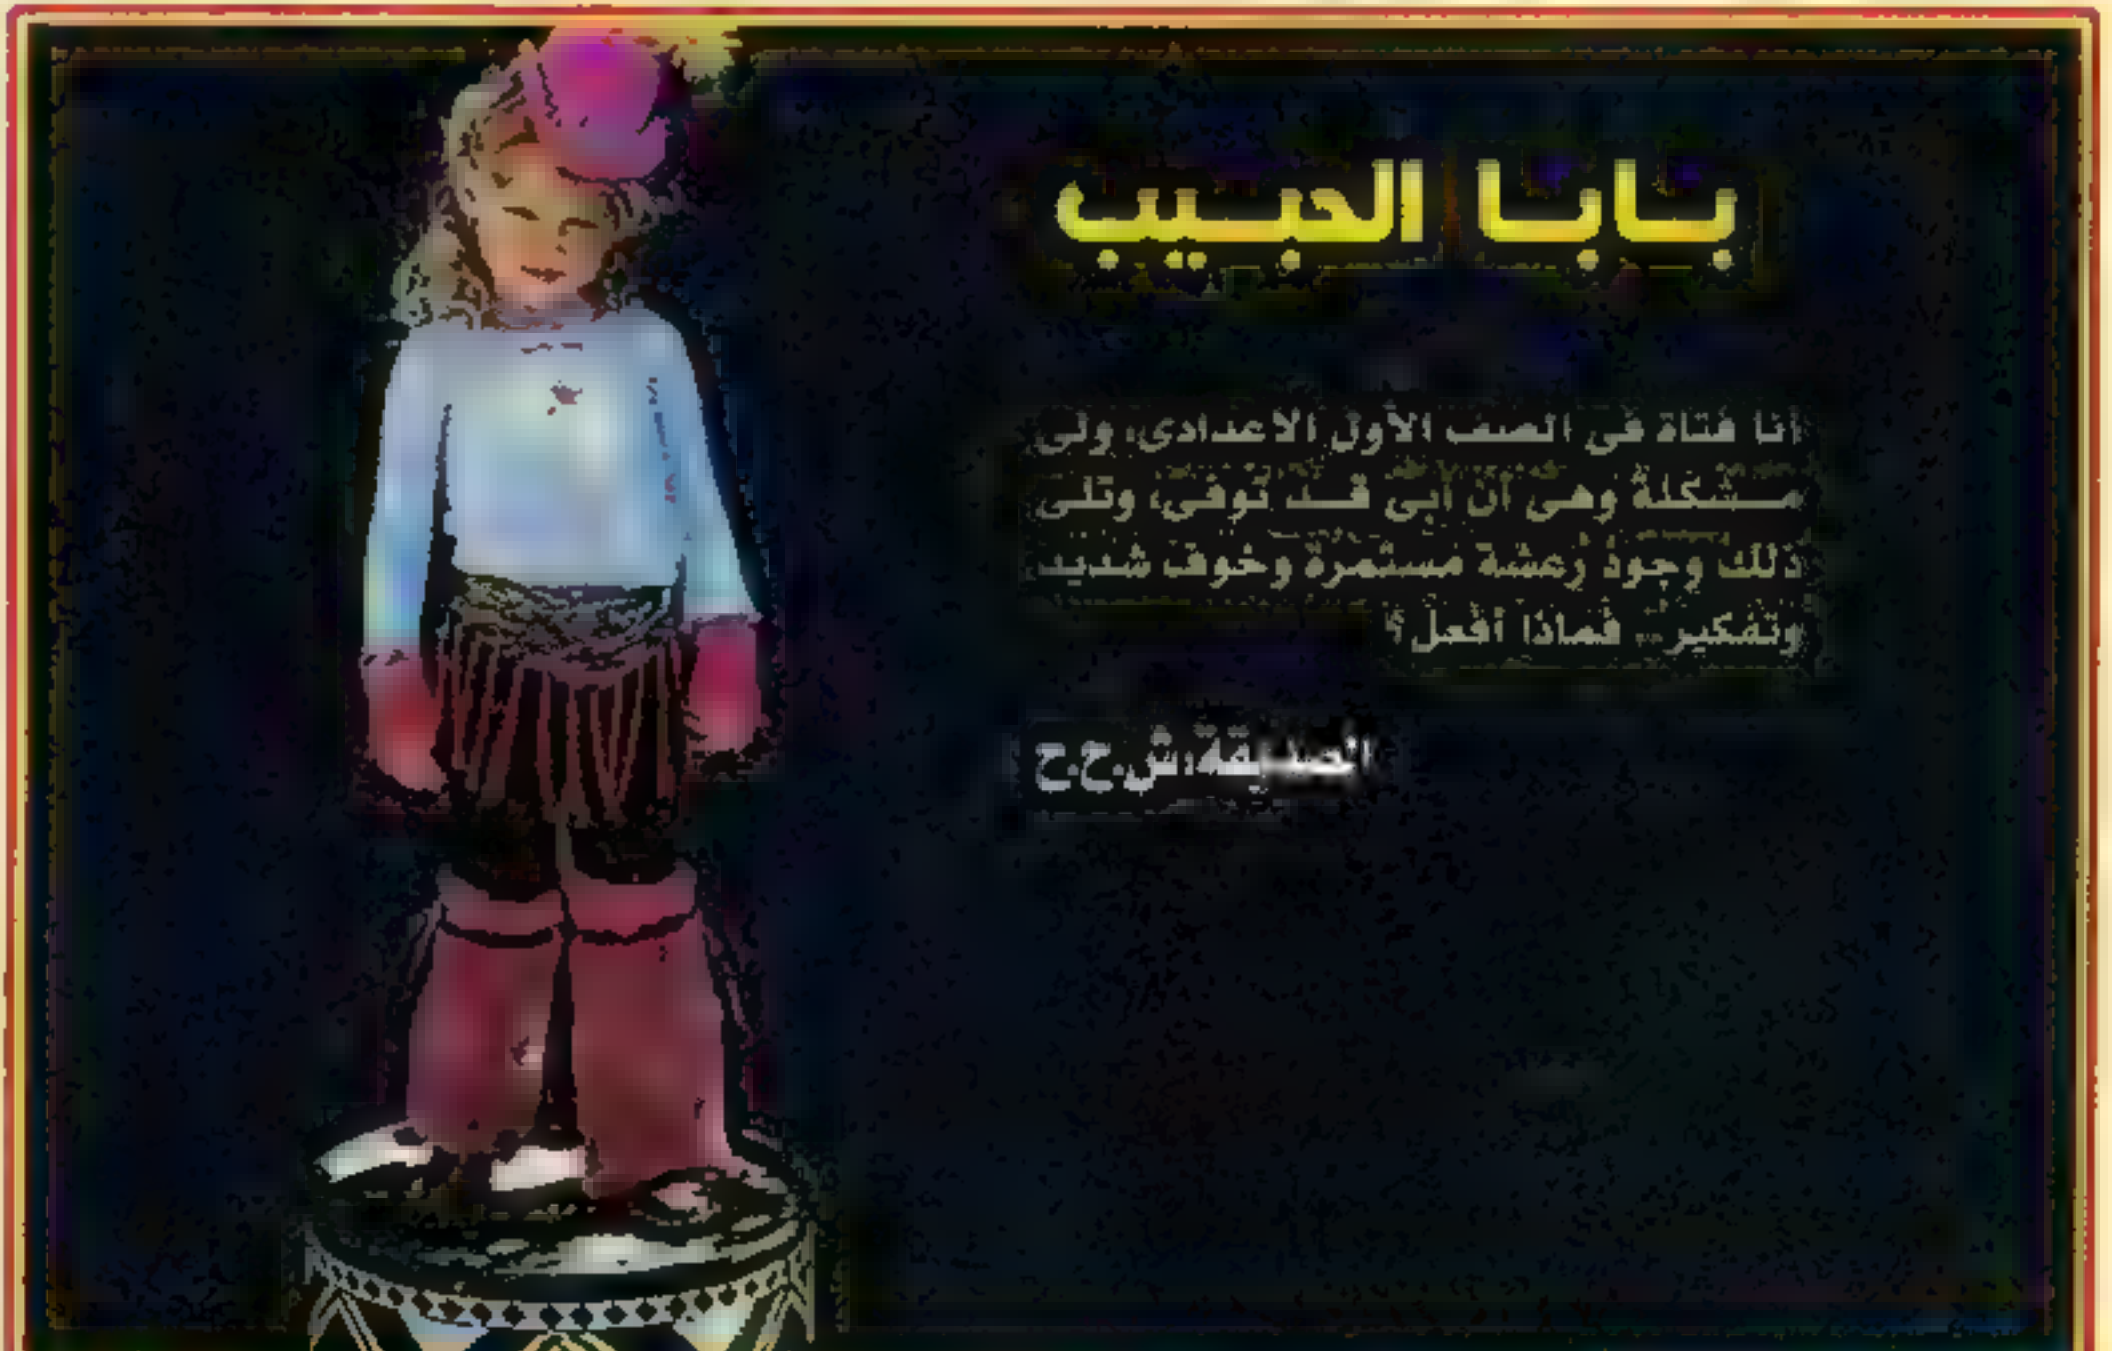 بابا الحبيب
أنا فتاة فى الصف الأول الاعدادى، ولى
مشكلة وهى أن أبى قد توفى، وتلى
ذلك وجود رعشة مستمرة وخوف شديد
وتفكير.. فماذا أفعل؟
الصديقة،ش.ح.ح